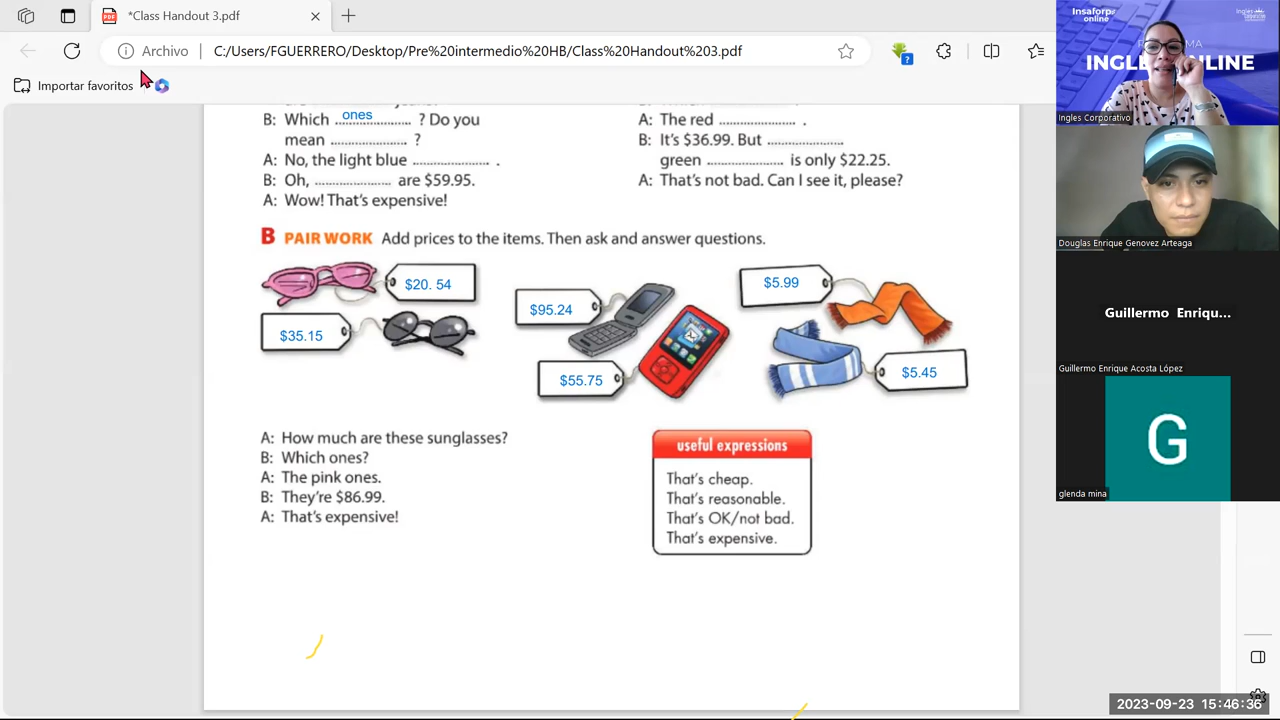 *Class Handout 3.pdf
Archivo
C:/Users/FGUERRERO/Desktop/Pre%20intermedio%20HB/Class%20Handout%203.pdf
Importar favoritos
B: Which ones ? Do you
mean .................... ?
A: No, the light blue .................... .
B: Oh, .................... are $59.95.
A: Wow! That's expensive!
A: The red .................... .
B: It's $36.99. But ....................
green .................... is only $22.25.
A: That's not bad. Can I see it, please?
B PAIR WORK Add prices to the items. Then ask and answer questions.
$20. 54
$35.15
$95.24
$55.75
$5.99
$5.45
A: How much are these sunglasses?
B: Which ones?
A: The pink ones.
B: They're $86.99.
A: That's expensive!
useful expressions
That's cheap.
That's reasonable.
That's OK/not bad.
That's expensive.
Insaforp
online
INGL
NLINE
Ingles Corporativo
Douglas Enrique Genovez Arteaga
Guillermo Enriqu...
Guillermo Enrique Acosta López
G
glenda mina
2023-09-23 15:46:36